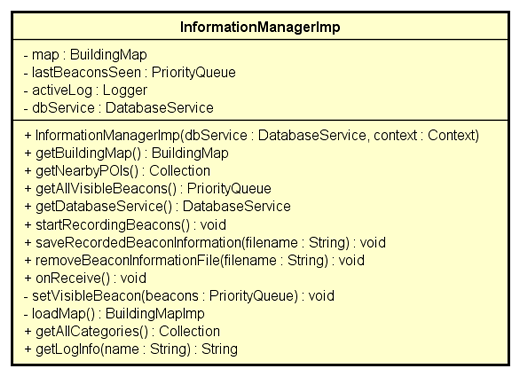 InformationManagerImp
- map : BuildingMap
- lastBeaconsSeen : PriorityQueue
- activeLog : Logger
- dbService : DatabaseService
+ InformationManagerImp(dbService : DatabaseService, context : Context)
+ getBuildingMap() : BuildingMap
+ getNearbyPOIs() : Collection
+ getAllVisibleBeacons() : PriorityQueue
+ getDatabaseService() : DatabaseService
+ startRecordingBeacons() : void
+ saveRecordedBeaconInformation(filename : String) : void
+ removeBeaconInformationFile(filename : String) : void
+ onReceive() : void
- setVisibleBeacon(beacons : PriorityQueue) : void
- loadMap() : BuildingMapImp
+ getAllCategories() : Collection
+ getLogInfo(name : String) : String